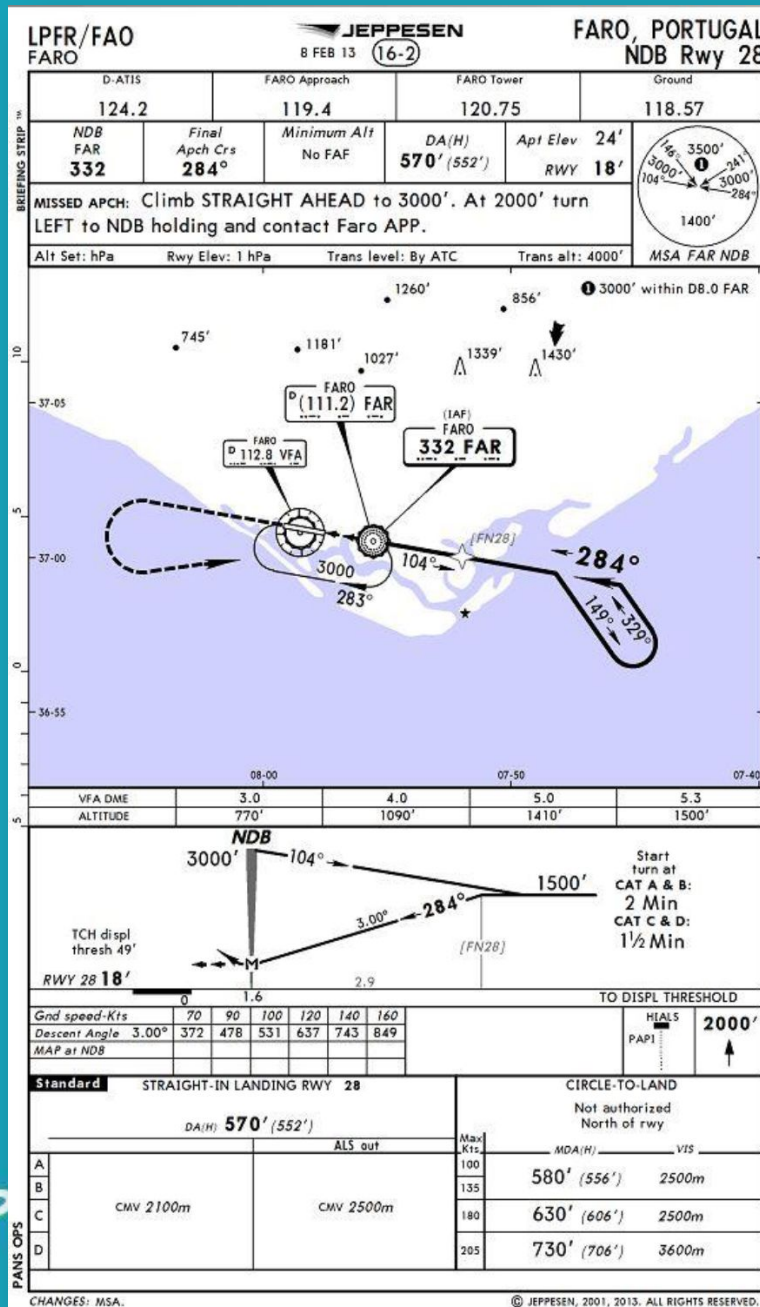 LPFR/FAO
FARO
JEPPESEN
8 FEB 13 16-2
FARO, PORTUGAL
NDB Rwy 28
BRIEFING STRIP ™
D-ATIS FARO Approach FARO Tower Ground
124.2 119.4 120.75 118.57
NDB
FAR
332
Final
Apch Crs
284°
Minimum Alt
No FAF
DA(H)
570' (552')
Apt Elev 24'
RWY 18'
146° 3500' 241°
3000' 1 3000'
104° 284°
1400'
MSA FAR NDB
MISSED APCH: Climb STRAIGHT AHEAD to 3000'. At 2000' turn
LEFT to NDB holding and contact Faro APP.
Alt Set: hPa Rwy Elev: 1 hPa Trans level: By ATC Trans alt: 4000'
1 3000' within D8.0 FAR
1260'
856'
745'
1181'
1027'
1339'
1430'
10
37-05
FARO
D (111.2) FAR
(IAF)
FARO
332 FAR
FARO
D 112.8 VFA
5
37-00
[FN28]
284°
104°
3000
283°
149°
329°
0
36-55
08-00 07-50 07-40
5
VFA DME 3.0 4.0 5.0 5.3
ALTITUDE 770' 1090' 1410' 1500'
NDB
3000' 104°
1500'
3.00° 284°
[FN28]
Start
turn at
CAT A & B:
2 Min
CAT C & D:
1½ Min
TCH displ
thresh 49'
M
RWY 28 18'
2.9
0 1.6
TO DISPL THRESHOLD
Gnd speed-Kts 70 90 100 120 140 160
Descent Angle 3.00° 372 478 531 637 743 849
MAP at NDB
HIALS
PAPI
2000'
Standard STRAIGHT-IN LANDING RWY 28
DA(H) 570' (552')
ALS out
A
B
C
D
CMV 2100m CMV 2500m
CIRCLE-TO-LAND
Not authorized
North of rwy
Max
Kts MDA(H) VIS
100
135 580' (556') 2500m
180 630' (606') 2500m
205 730' (706') 3600m
PANS OPS
CHANGES: MSA.
© JEPPESEN, 2001, 2013. ALL RIGHTS RESERVED.